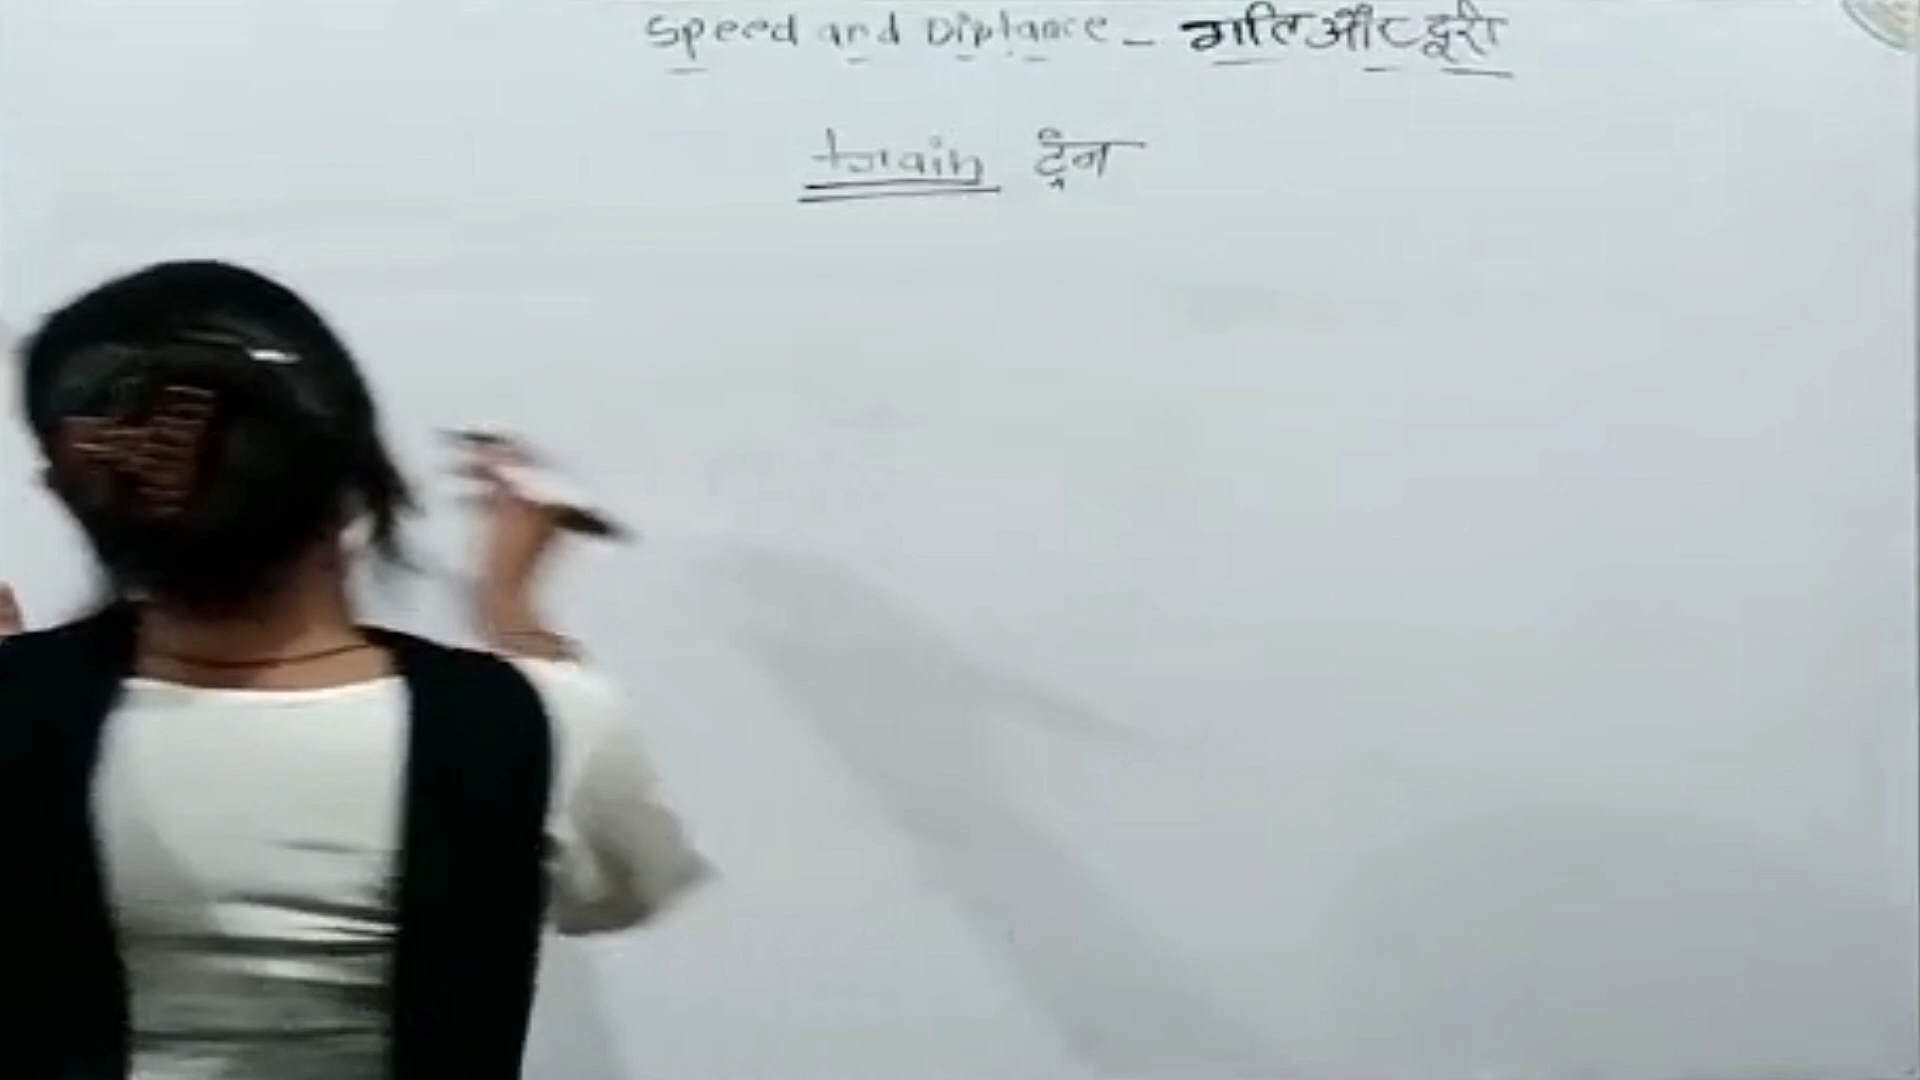 Speed and Distance - गति और दूरी
train ट्रेन